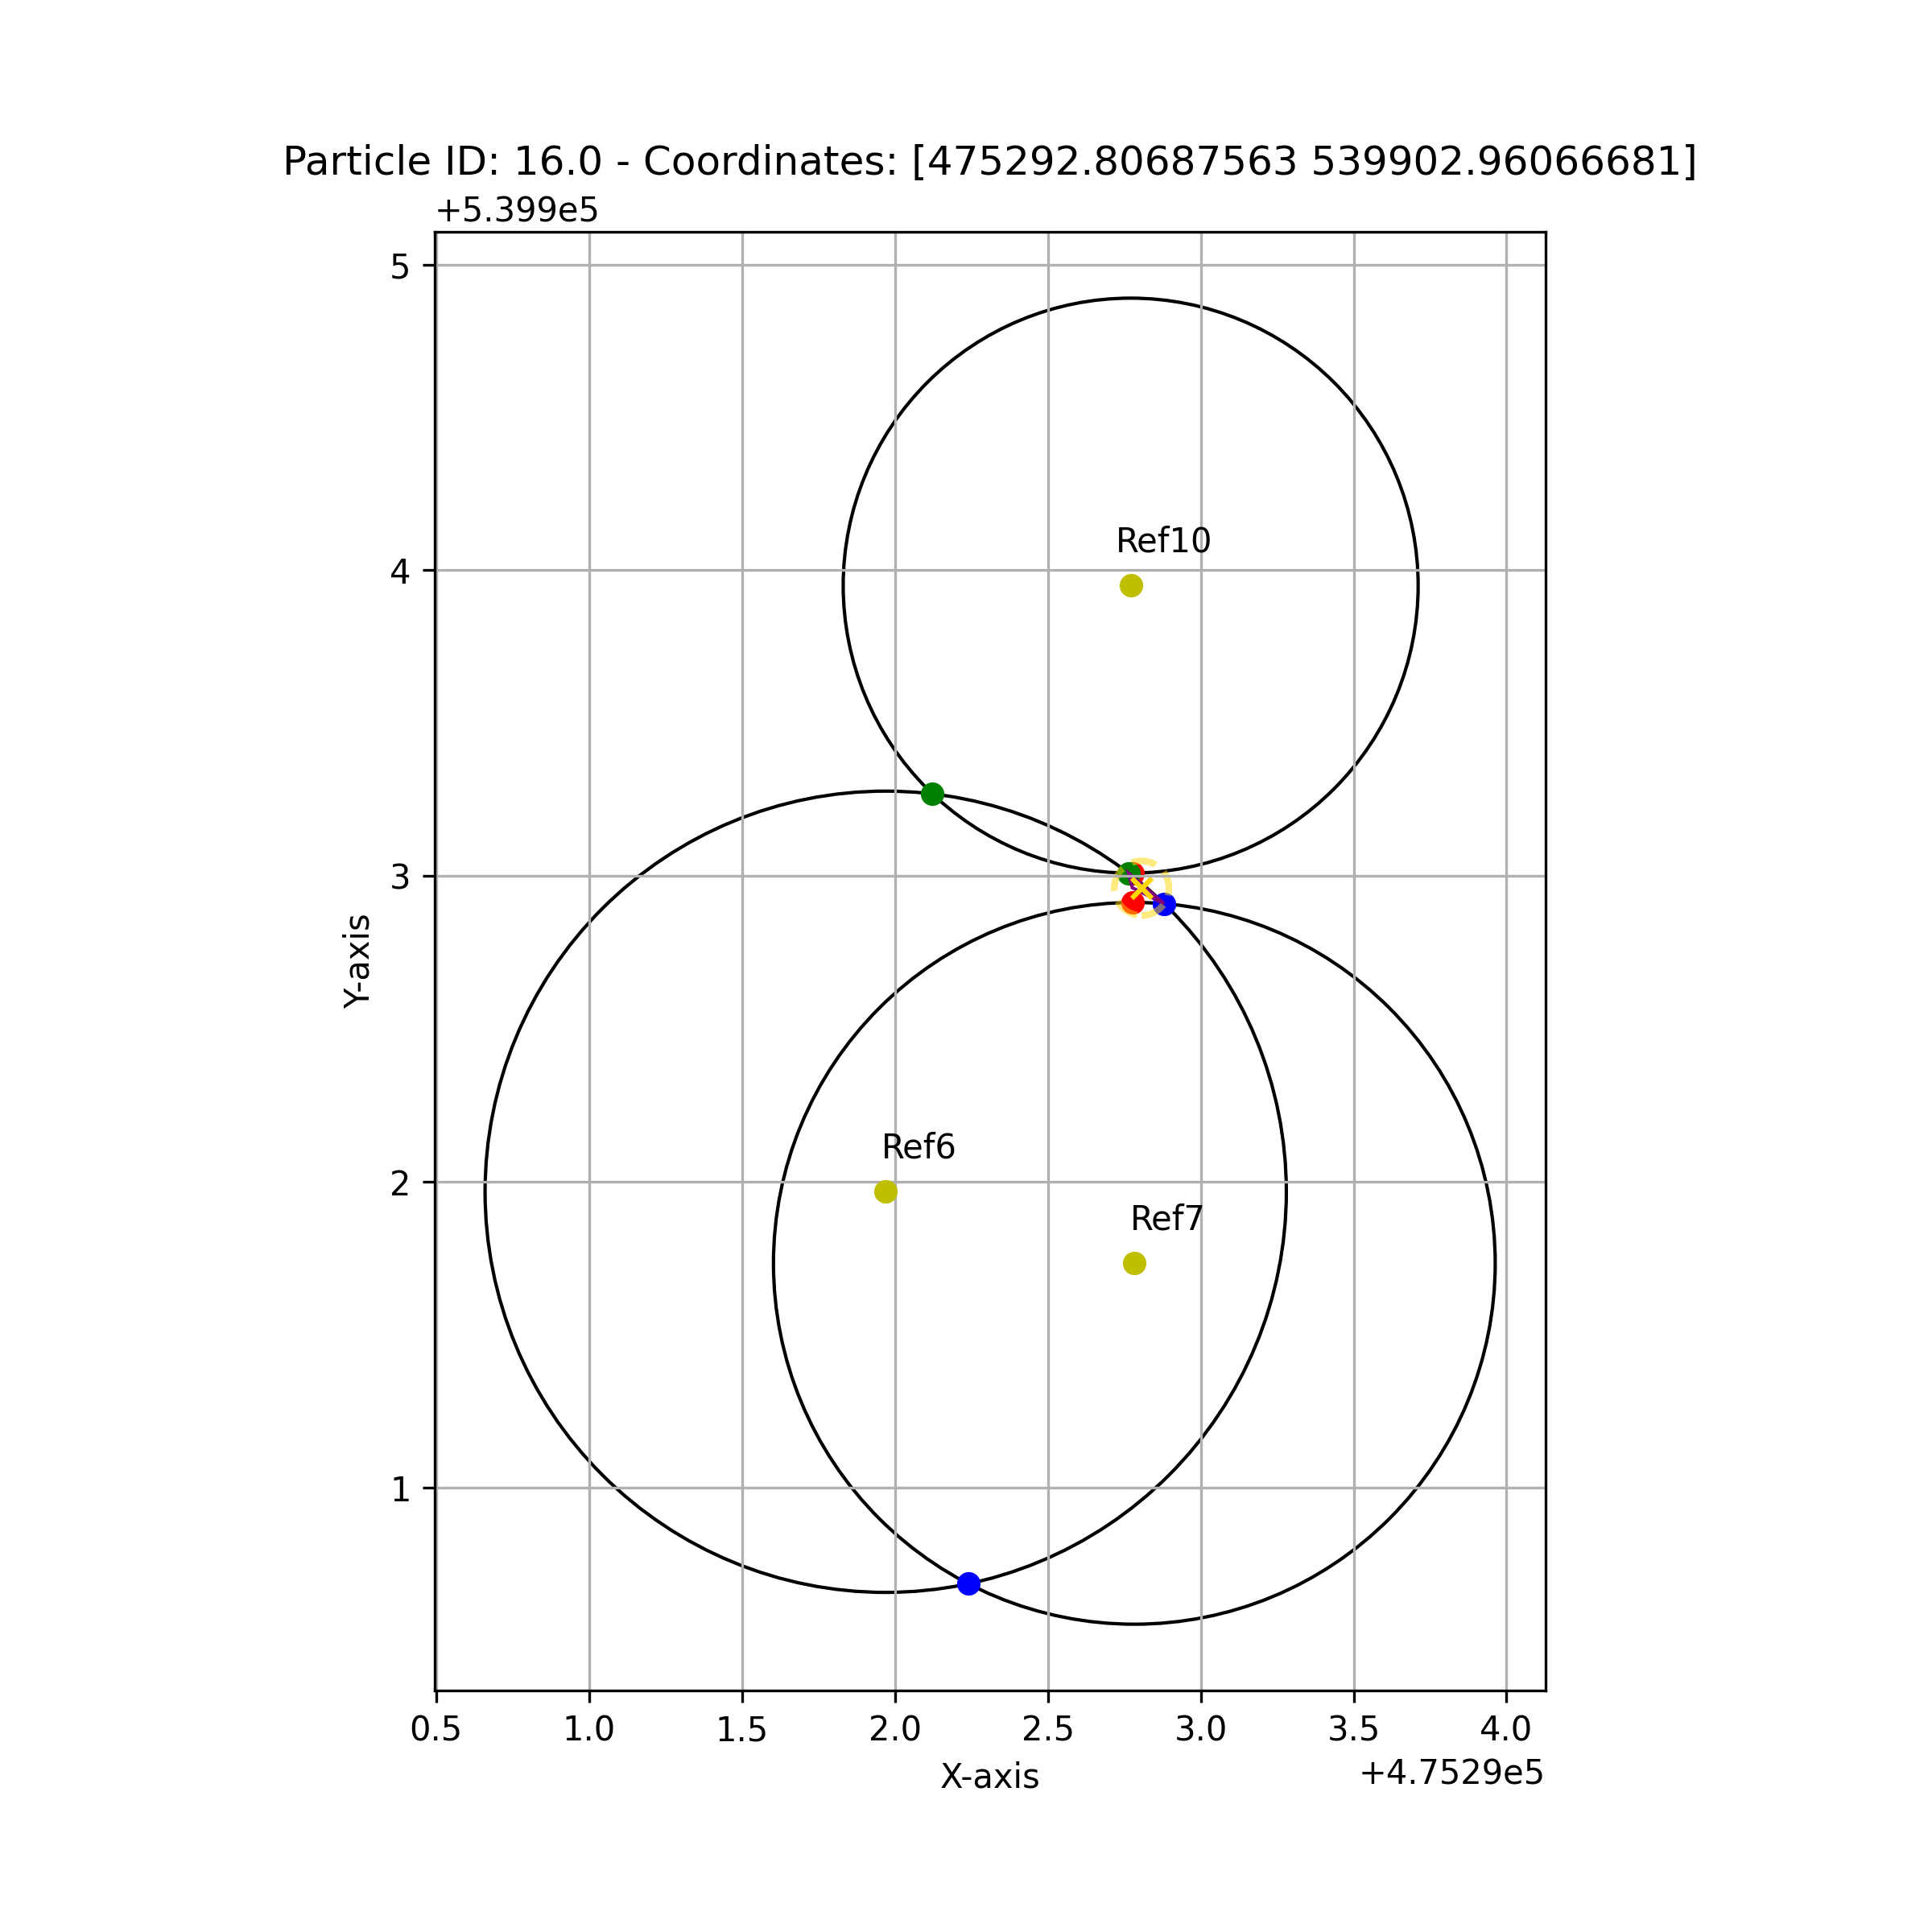 Particle ID: 16.0 - Coordinates: [475292.80687563 539902.96066681]
+5.399e5
5
4
3
2
1
Y-axis
Ref10
Ref6
Ref7
0.5 1.0 1.5 2.0 2.5 3.0 3.5 4.0
X-axis
+4.7529e5